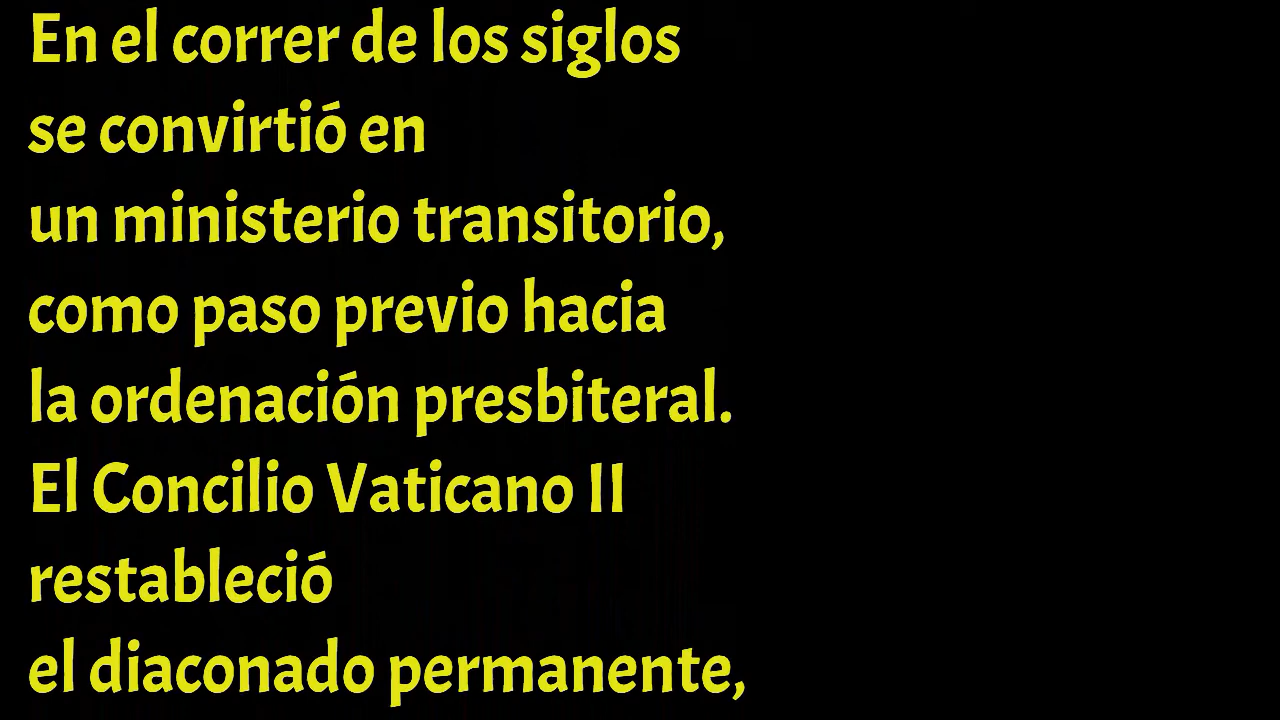 En el correr de los siglos
se convirtió en
un ministerio transitorio,
como paso previo hacia
la ordenación presbiteral.
El Concilio Vaticano II
restableció
el diaconado permanente,